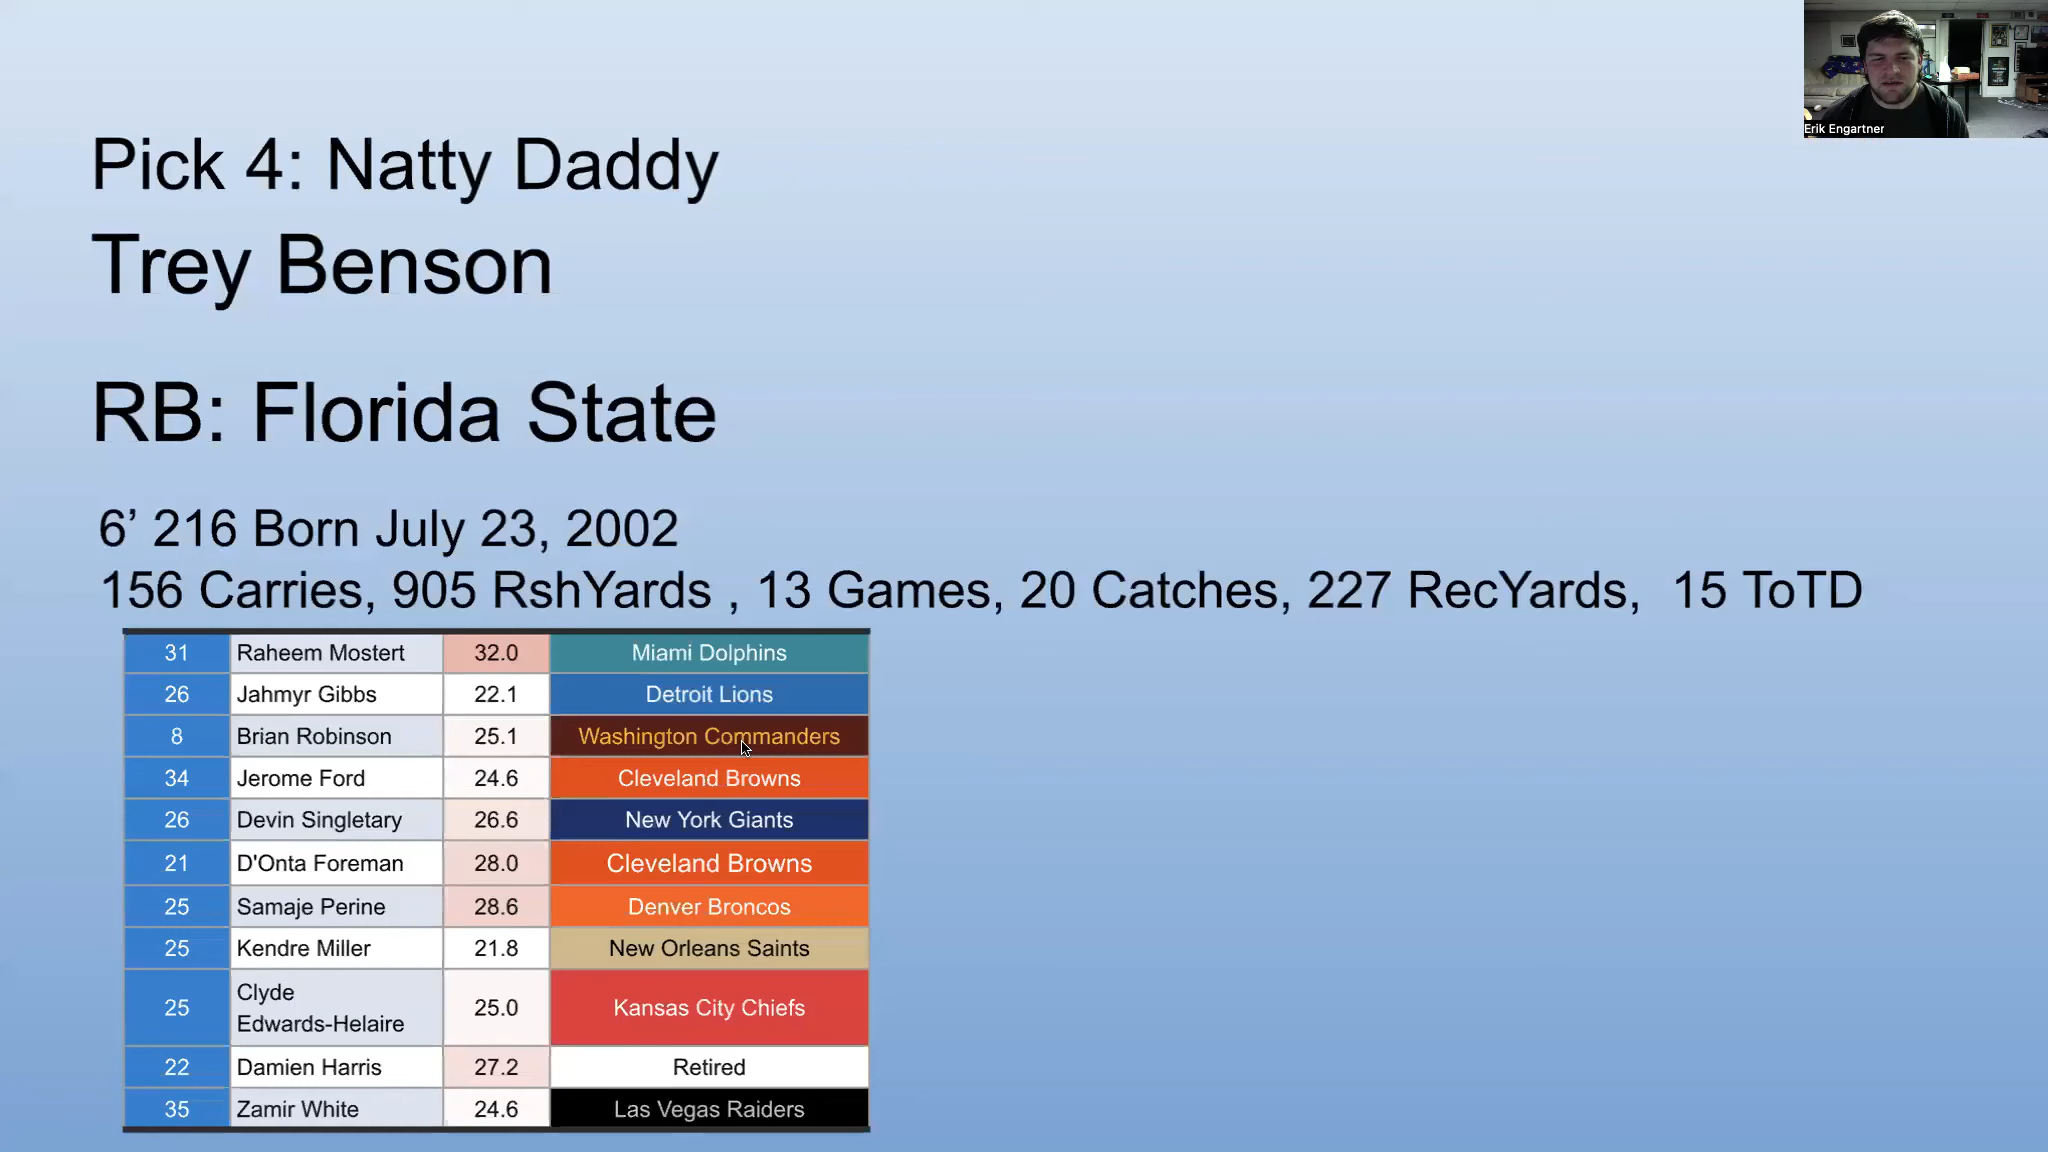 Erik Engartner
Pick 4: Natty Daddy
Trey Benson
RB: Florida State
6’ 216 Born July 23, 2002
156 Carries, 905 RshYards , 13 Games, 20 Catches, 227 RecYards,  15 ToTD
31 Raheem Mostert 32.0 Miami Dolphins
26 Jahmyr Gibbs 22.1 Detroit Lions
8 Brian Robinson 25.1 Washington Commanders
34 Jerome Ford 24.6 Cleveland Browns
26 Devin Singletary 26.6 New York Giants
21 D'Onta Foreman 28.0 Cleveland Browns
25 Samaje Perine 28.6 Denver Broncos
25 Kendre Miller 21.8 New Orleans Saints
25 Clyde
Edwards-Helaire 25.0 Kansas City Chiefs
22 Damien Harris 27.2 Retired
35 Zamir White 24.6 Las Vegas Raiders